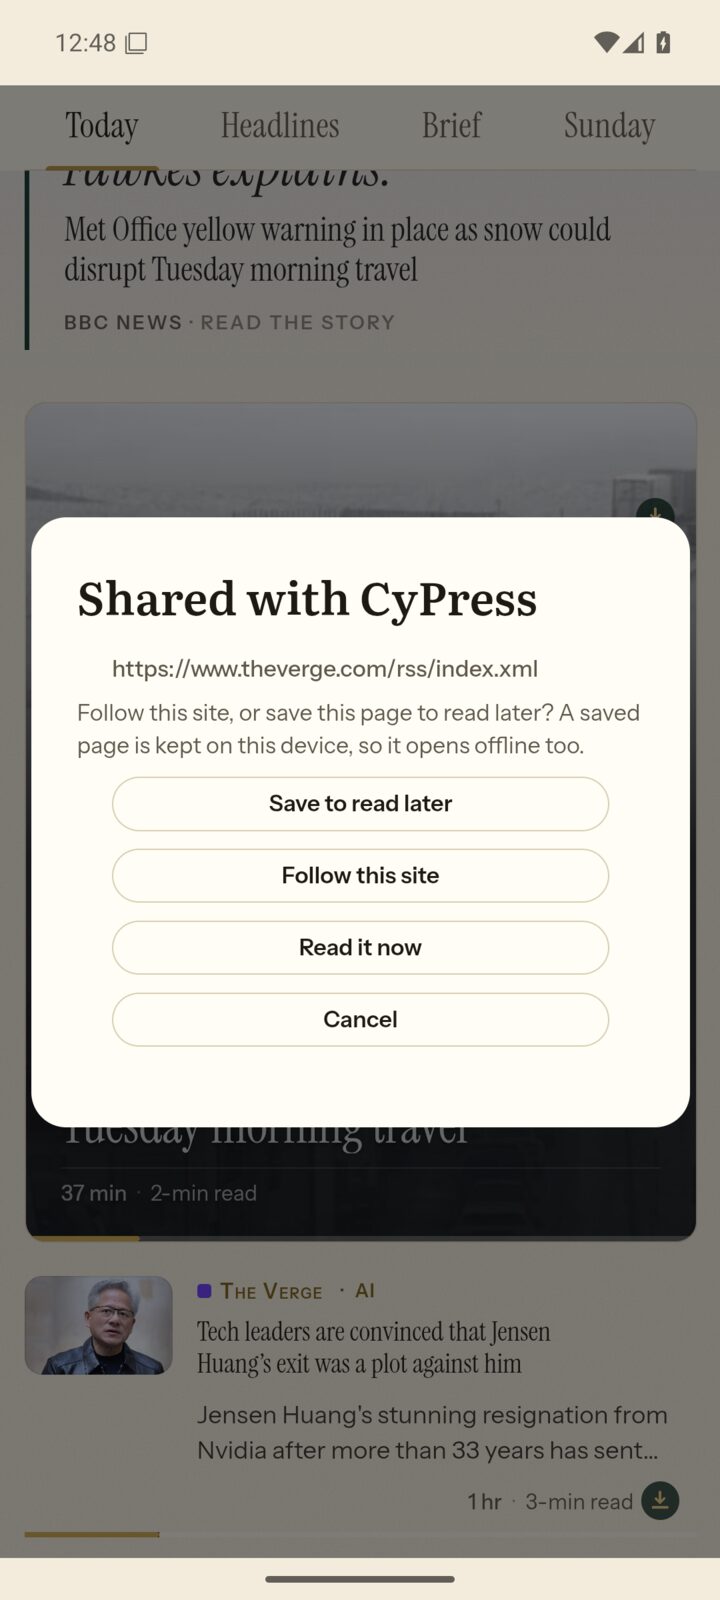 12:48
Today
Headlines
Brief
Sunday
Fawkes explains.
Met Office yellow warning in place as snow could
disrupt Tuesday morning travel
BBC NEWS · READ THE STORY
Shared with CyPress
https://www.theverge.com/rss/index.xml
Follow this site, or save this page to read later? A saved
page is kept on this device, so it opens offline too.
Save to read later
Follow this site
Read it now
Cancel
Tuesday morning travel
37 min · 2-min read
The Verge · AI
Tech leaders are convinced that Jensen
Huang’s exit was a plot against him
Jensen Huang's stunning resignation from
Nvidia after more than 33 years has sent...
1 hr · 3-min read